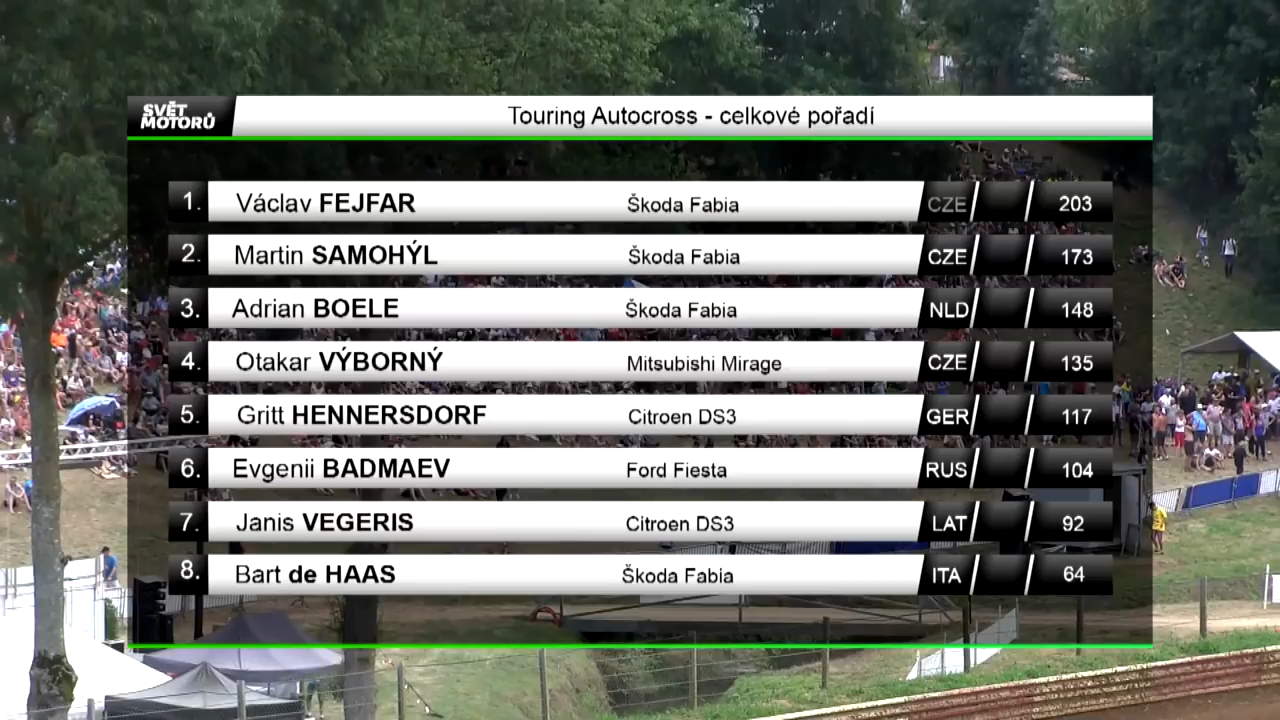 SVĚT
MOTORŮ
Touring Autocross - celkové pořadí
1. Václav FEJFAR Škoda Fabia CZE 203
2. Martin SAMOHÝL Škoda Fabia CZE 173
3. Adrian BOELE Škoda Fabia NLD 148
4. Otakar VÝBORNÝ Mitsubishi Mirage CZE 135
5. Gritt HENNERSDORF Citroen DS3 GER 117
6. Evgenii BADMAEV Ford Fiesta RUS 104
7. Janis VEGERIS Citroen DS3 LAT 92
8. Bart de HAAS Škoda Fabia ITA 64